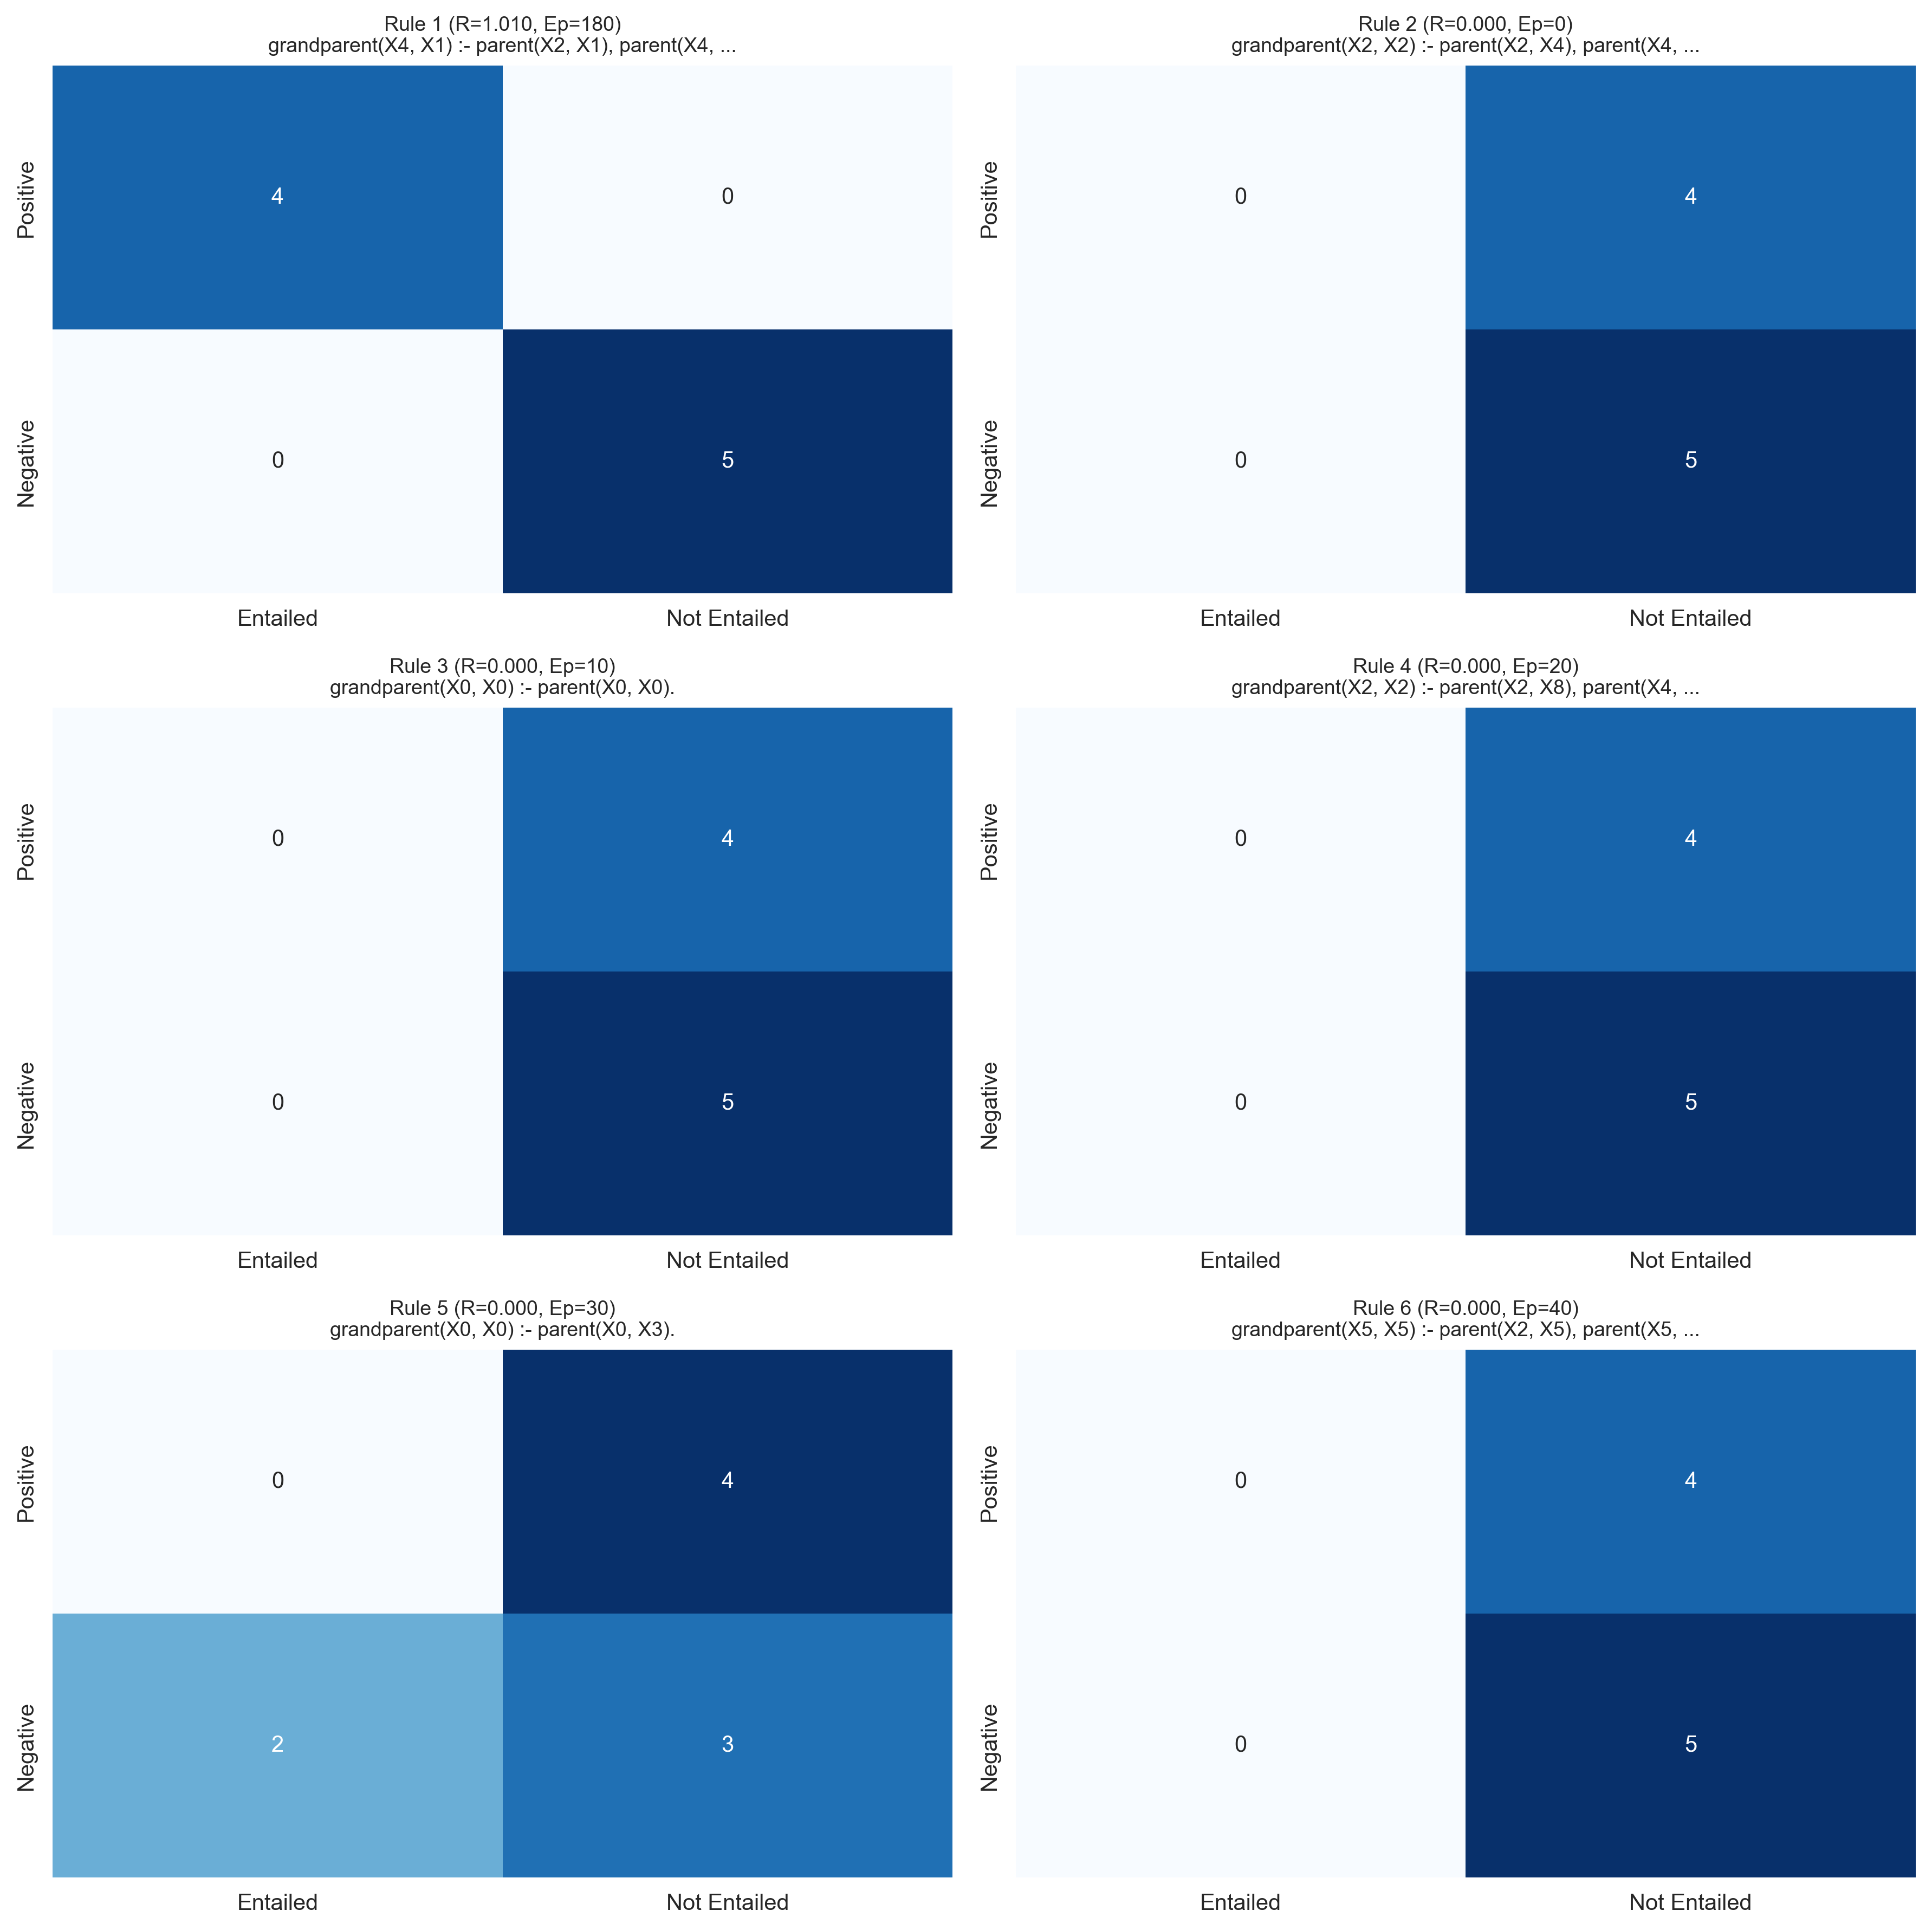 Rule 1 (R=1.010, Ep=180)
grandparent(X4, X1) :- parent(X2, X1), parent(X4, ...
Positive
4
0
Negative
0
5
Entailed
Not Entailed
Rule 2 (R=0.000, Ep=0)
grandparent(X2, X2) :- parent(X2, X4), parent(X4, ...
Positive
0
4
Negative
0
5
Entailed
Not Entailed
Rule 3 (R=0.000, Ep=10)
grandparent(X0, X0) :- parent(X0, X0).
Positive
0
4
Negative
0
5
Entailed
Not Entailed
Rule 4 (R=0.000, Ep=20)
grandparent(X2, X2) :- parent(X2, X8), parent(X4, ...
Positive
0
4
Negative
0
5
Entailed
Not Entailed
Rule 5 (R=0.000, Ep=30)
grandparent(X0, X0) :- parent(X0, X3).
Positive
0
4
Negative
2
3
Entailed
Not Entailed
Rule 6 (R=0.000, Ep=40)
grandparent(X5, X5) :- parent(X2, X5), parent(X5, ...
Positive
0
4
Negative
0
5
Entailed
Not Entailed